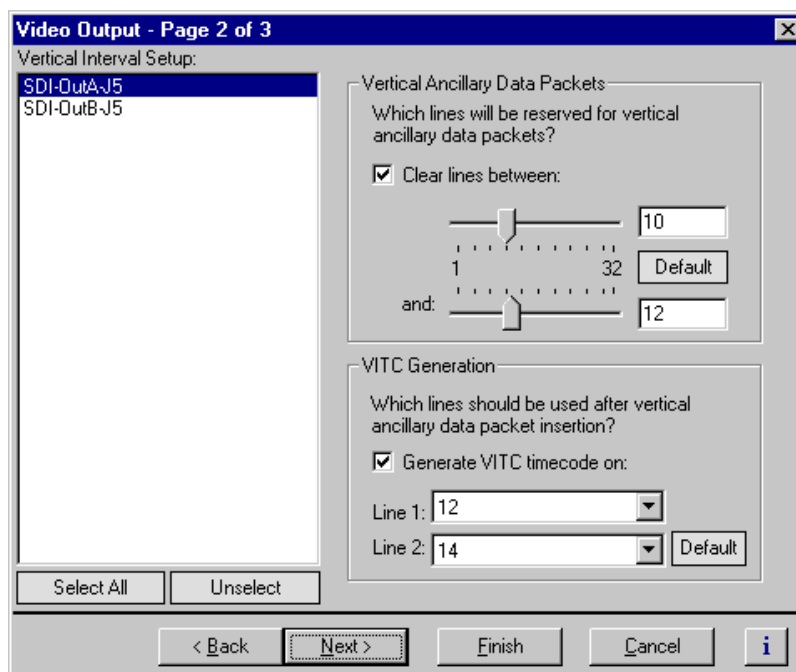 Video Output - Page 2 of 3
Vertical Interval Setup:
SDI-OutA-J5
SDI-OutB-J5
Select All
Unselect
Vertical Ancillary Data Packets
Which lines will be reserved for vertical
ancillary data packets?
Clear lines between:
10
1
32
Default
and:
12
VITC Generation
Which lines should be used after vertical
ancillary data packet insertion?
Generate VITC timecode on:
Line 1: 12
Line 2: 14
Default
< Back
Next >
Finish
Cancel
i